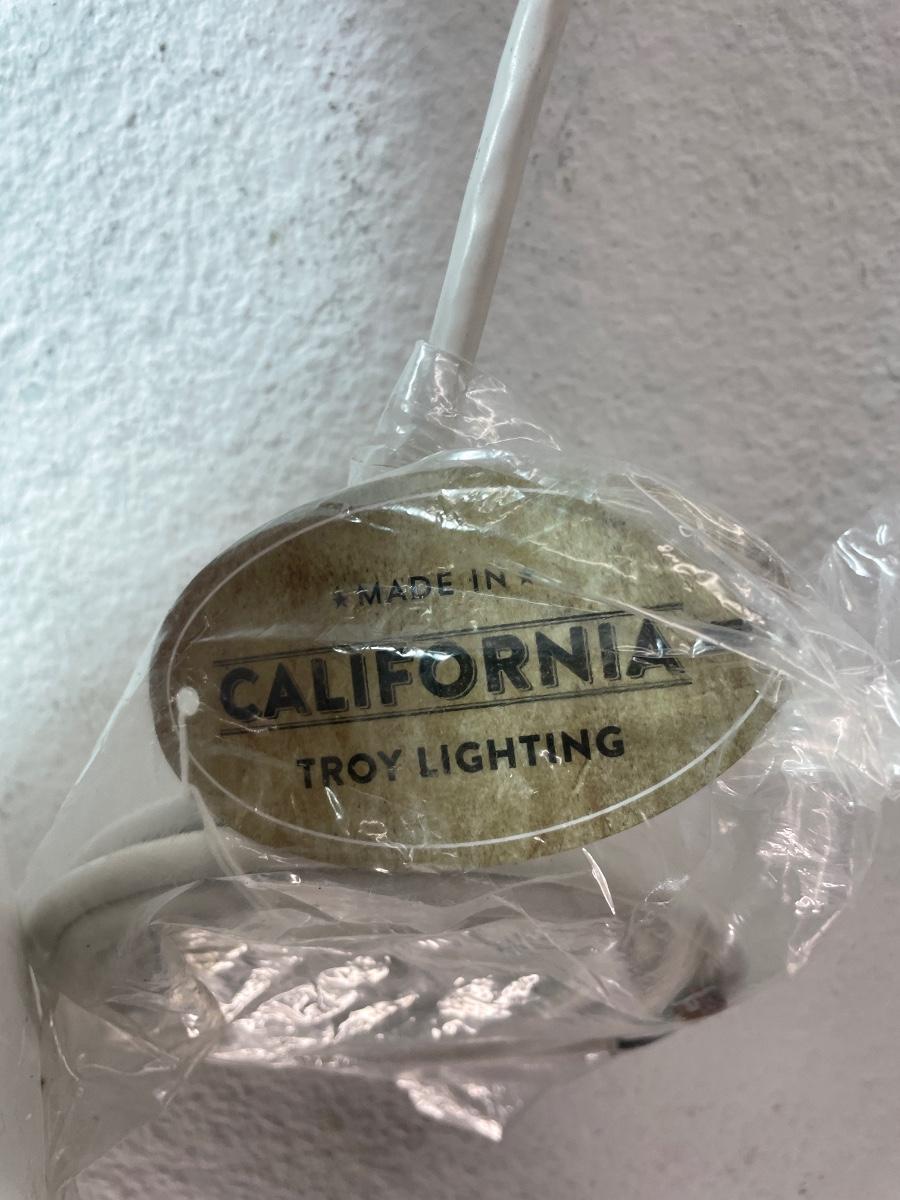 ★ MADE IN ★
CALIFORNIA
TROY LIGHTING